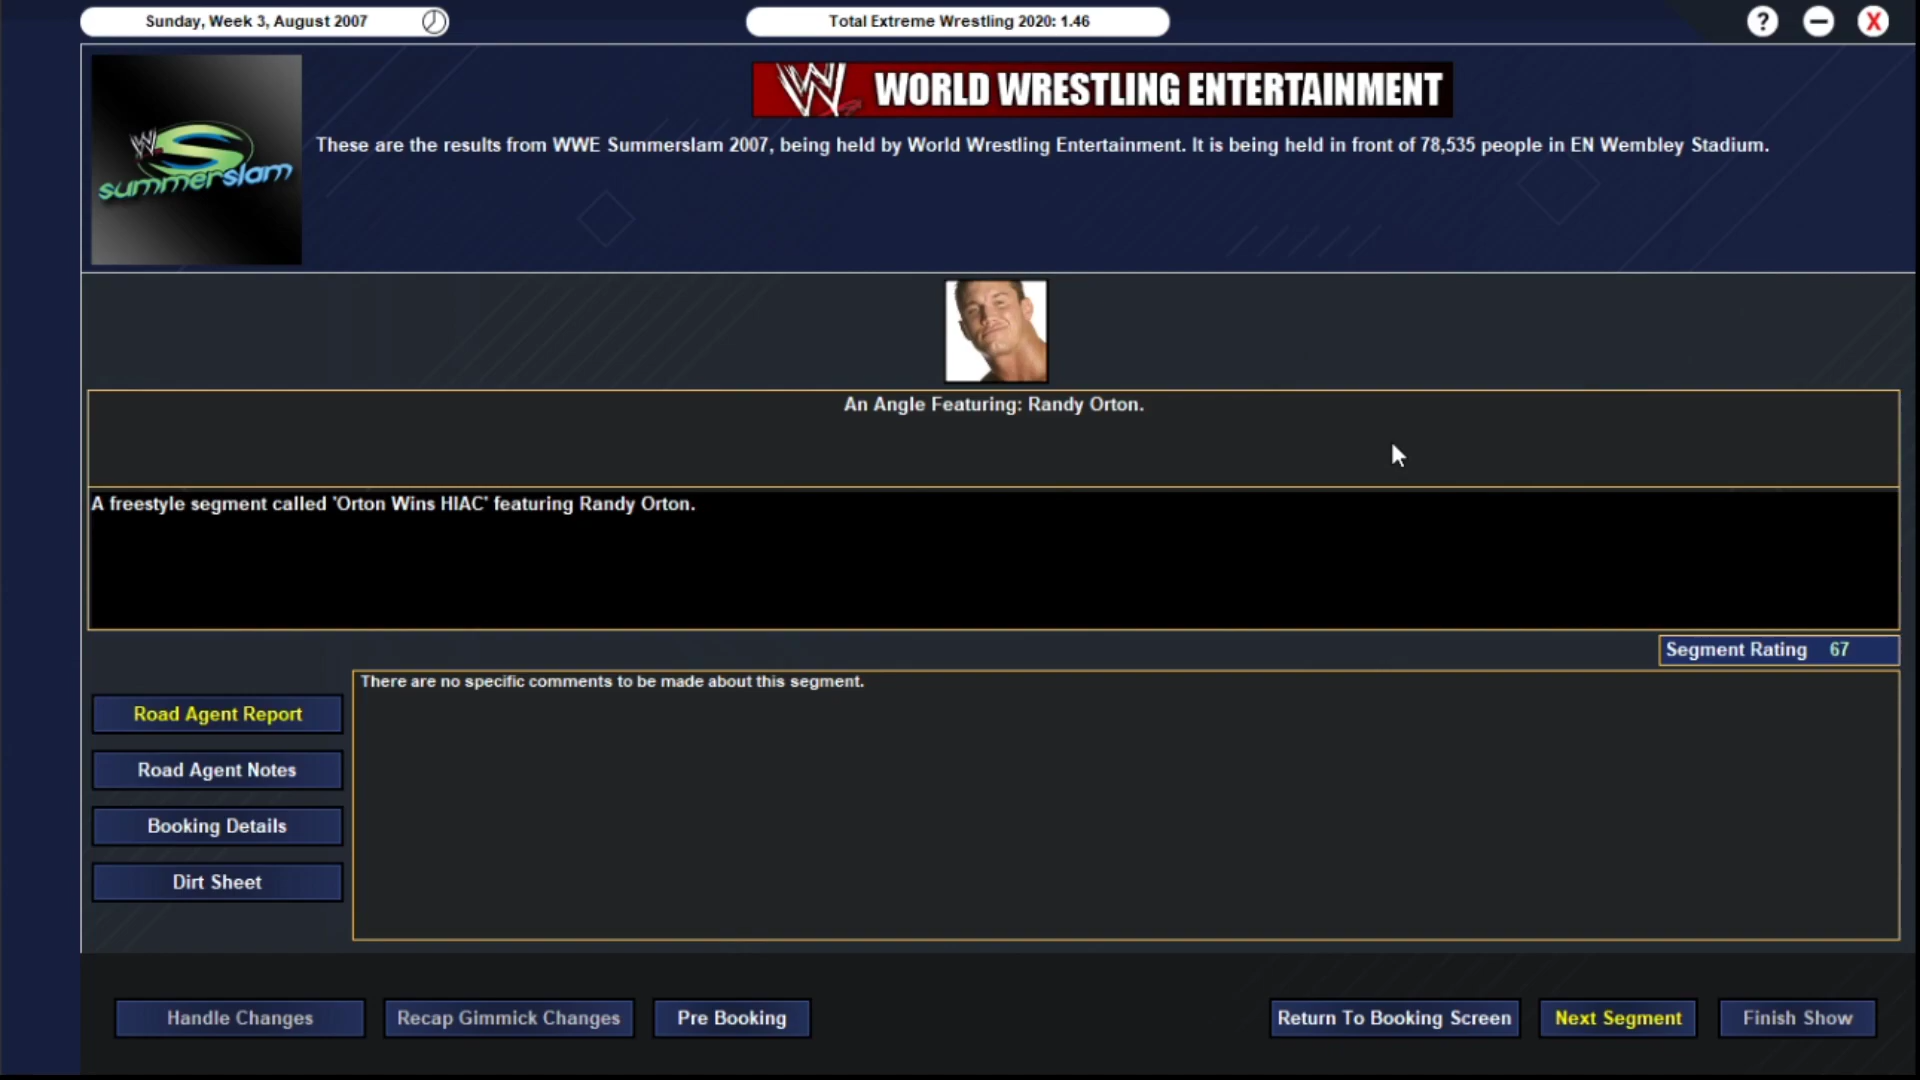 Sunday, Week 3, August 2007
Total Extreme Wrestling 2020: 1.46
?
X
W WORLD WRESTLING ENTERTAINMENT
W S
summerslam
These are the results from WWE Summerslam 2007, being held by World Wrestling Entertainment. It is being held in front of 78,535 people in EN Wembley Stadium.
An Angle Featuring: Randy Orton.
A freestyle segment called 'Orton Wins HIAC' featuring Randy Orton.
Segment Rating 67
There are no specific comments to be made about this segment.
Road Agent Report
Road Agent Notes
Booking Details
Dirt Sheet
Handle Changes
Recap Gimmick Changes
Pre Booking
Return To Booking Screen
Next Segment
Finish Show